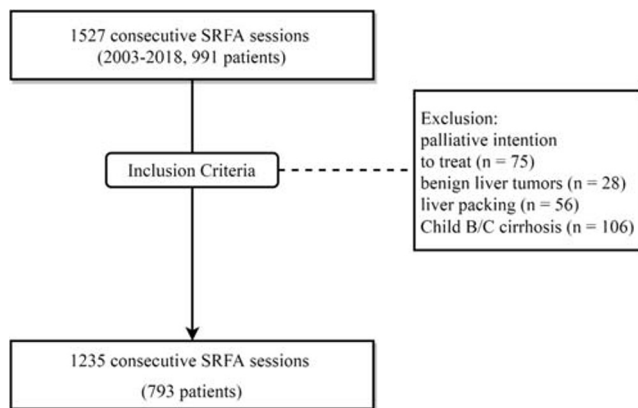 1527 consecutive SRFA sessions
(2003-2018, 991 patients)
Inclusion Criteria
Exclusion:
palliative intention
to treat (n = 75)
benign liver tumors (n = 28)
liver packing (n = 56)
Child B/C cirrhosis (n = 106)
1235 consecutive SRFA sessions
(793 patients)